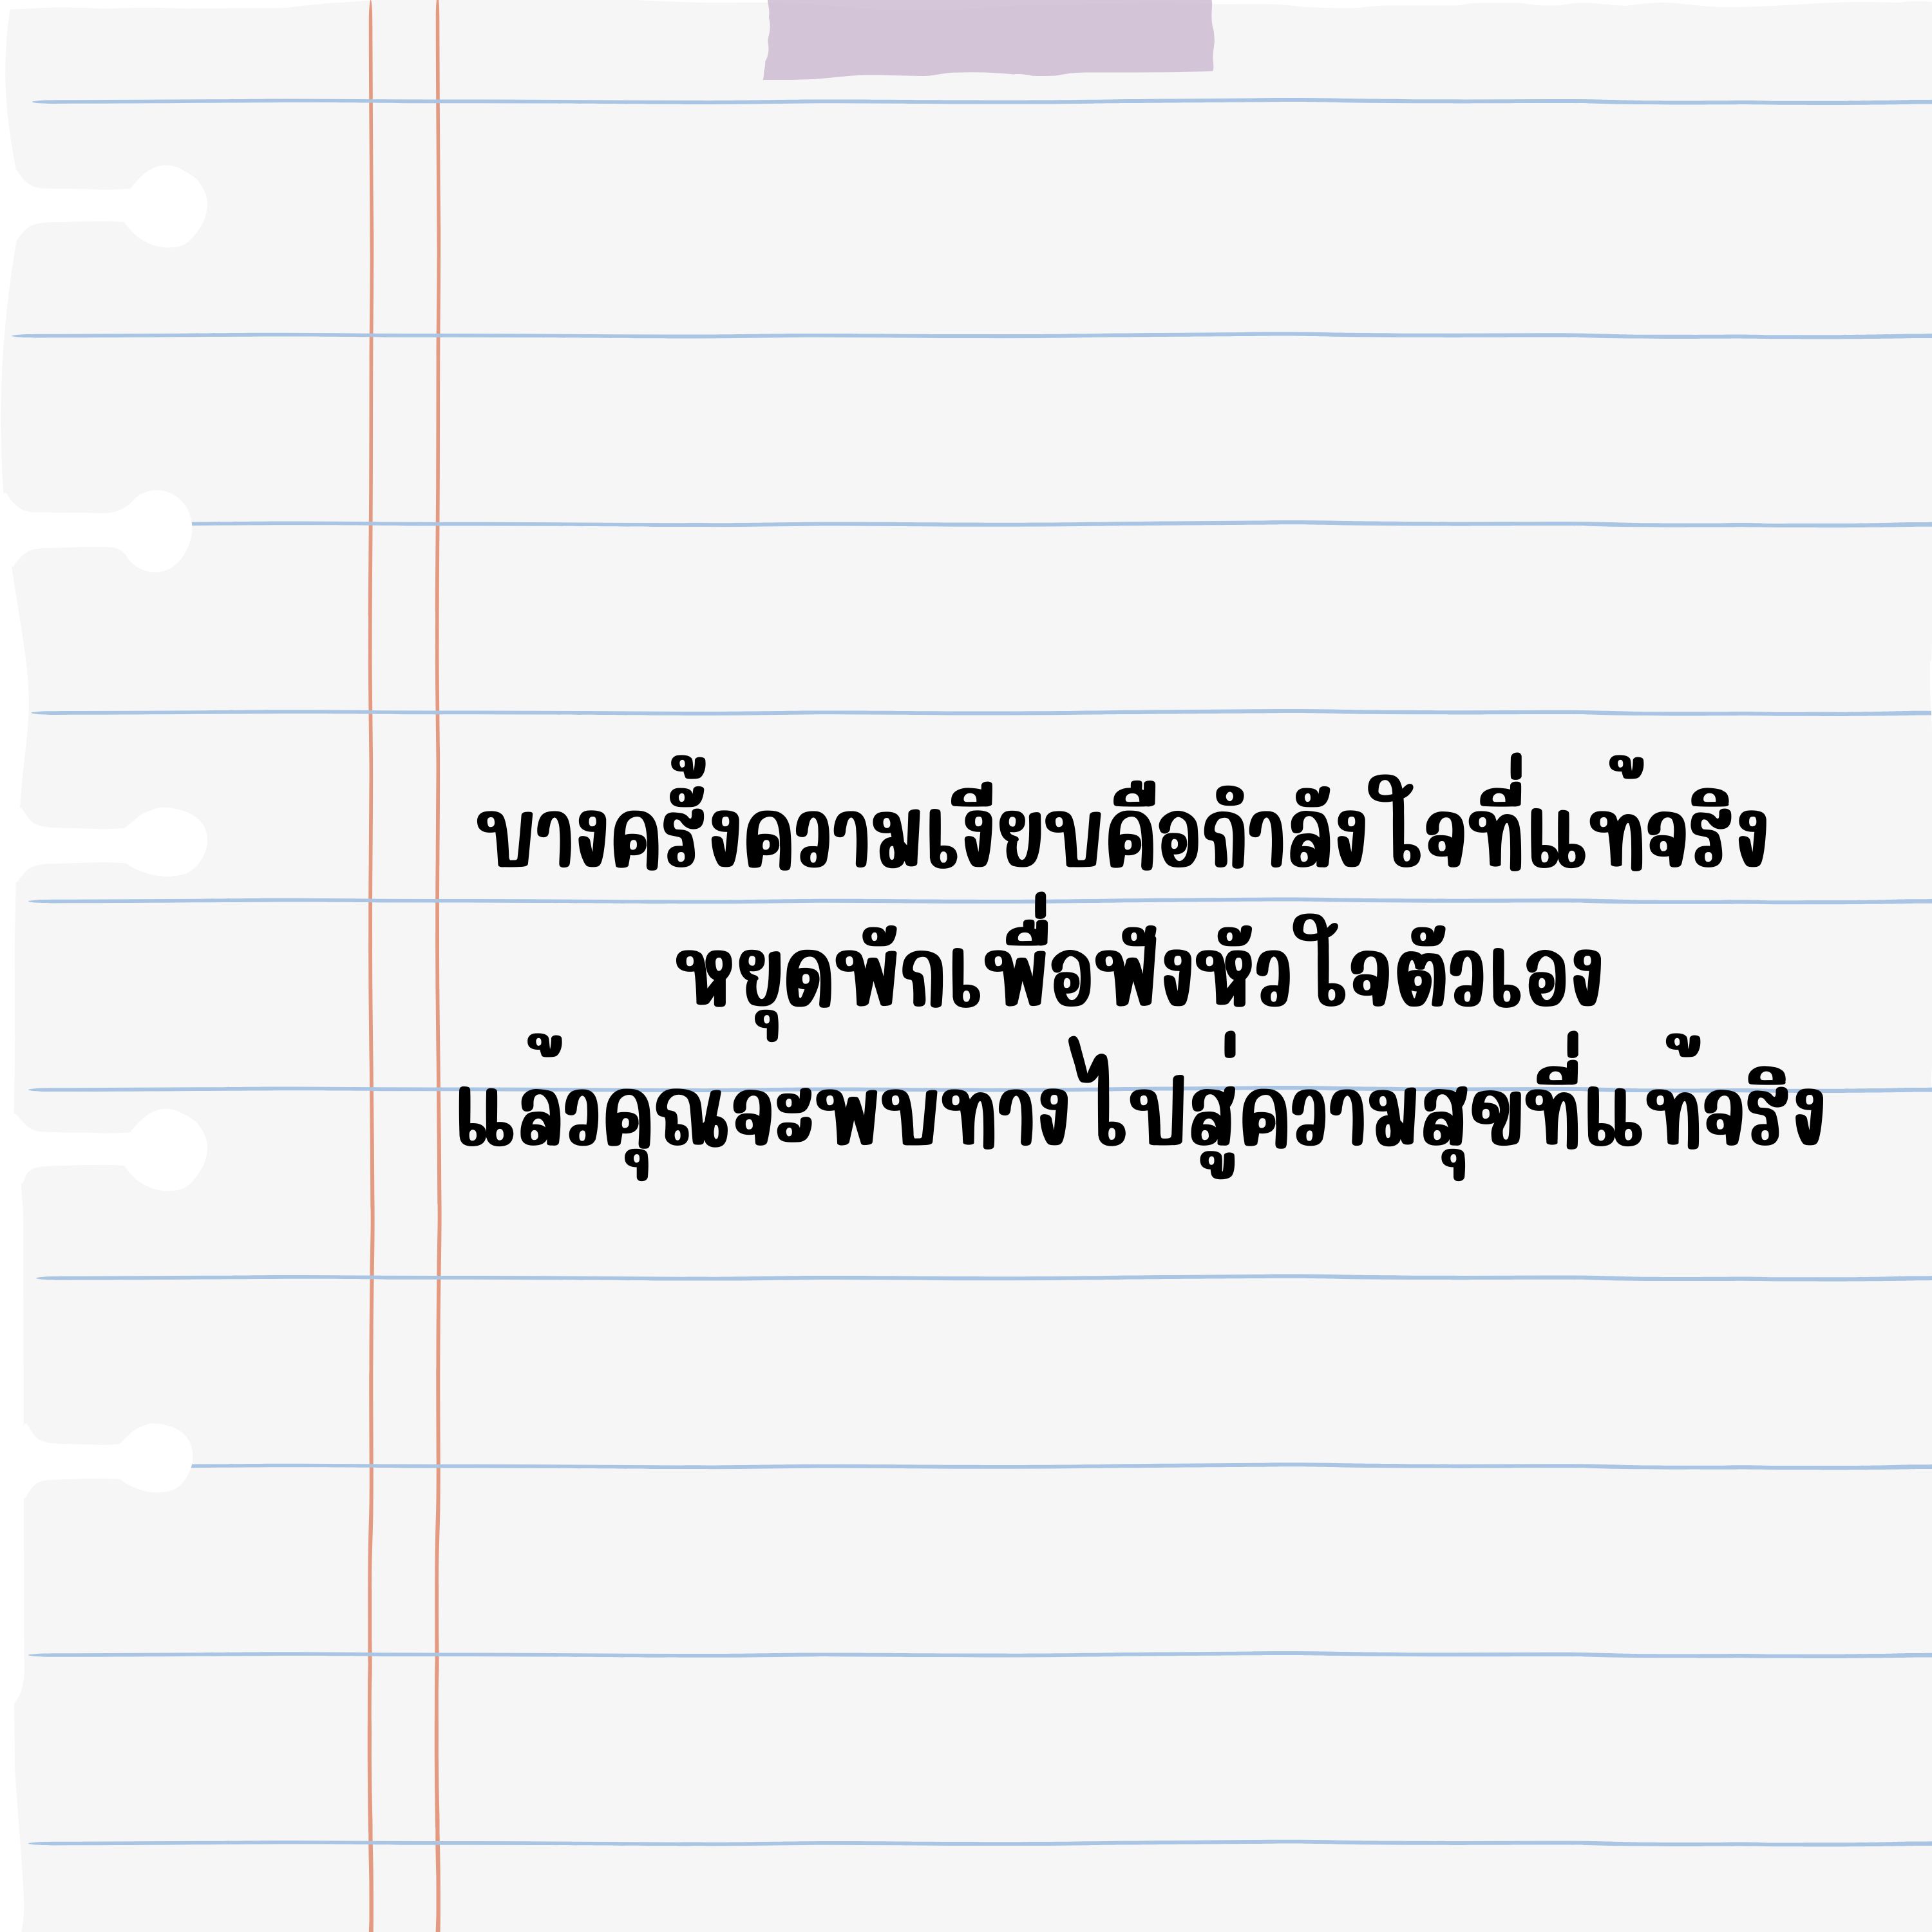 บางครั้งความเงียบคือกำลังใจที่แท้จริง
หยุดพักเพื่อฟังหัวใจตัวเอง
แล้วคุณจะพบทางไปสู่ความสุขที่แท้จริง